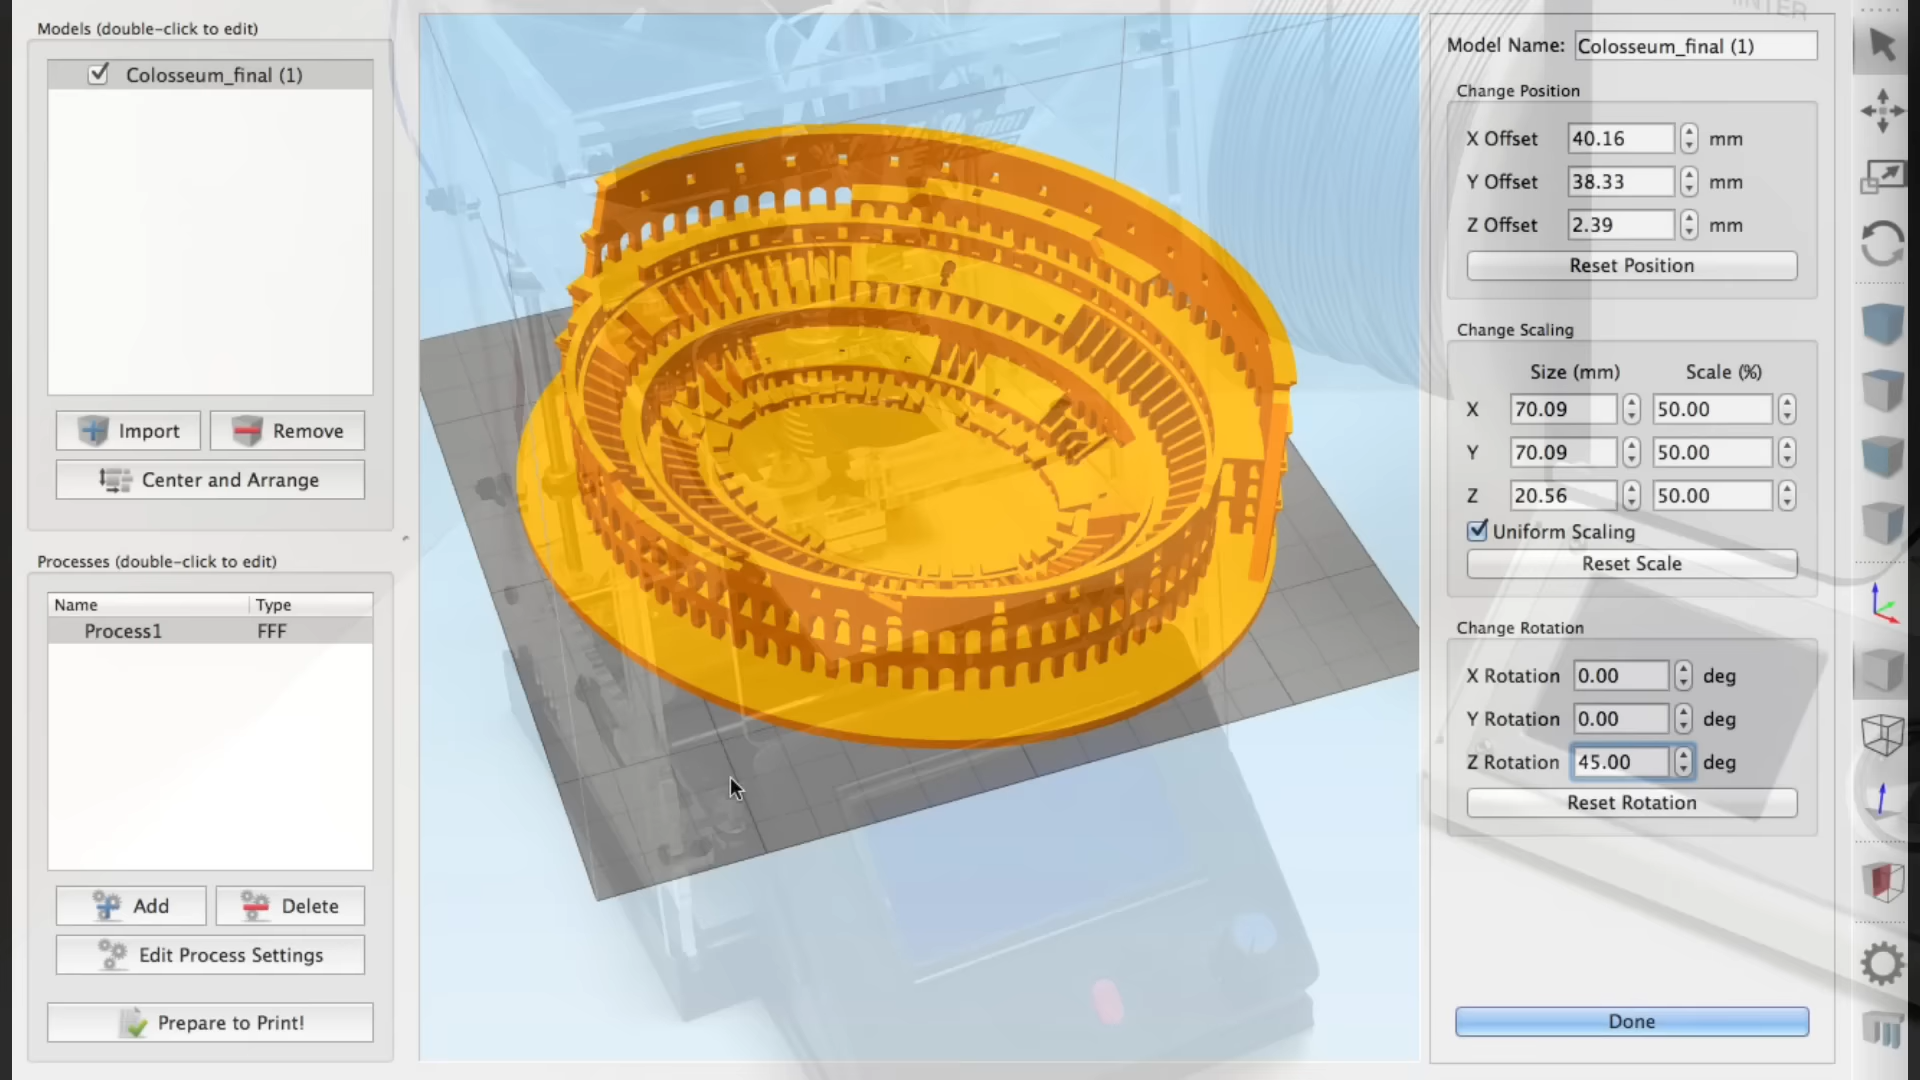 Models (double-click to edit)
Colosseum_final (1)
Import
Remove
Center and Arrange
Processes (double-click to edit)
Name Type
Process1 FFF
Add
Delete
Edit Process Settings
Prepare to Print!
Model Name: Colosseum_final (1)
Change Position
X Offset 40.16 mm
Y Offset 38.33 mm
Z Offset 2.39 mm
Reset Position
Change Scaling
Size (mm) Scale (%)
X 70.09 50.00
Y 70.09 50.00
Z 20.56 50.00
Uniform Scaling
Reset Scale
Change Rotation
X Rotation 0.00 deg
Y Rotation 0.00 deg
Z Rotation 45.00 deg
Reset Rotation
Done